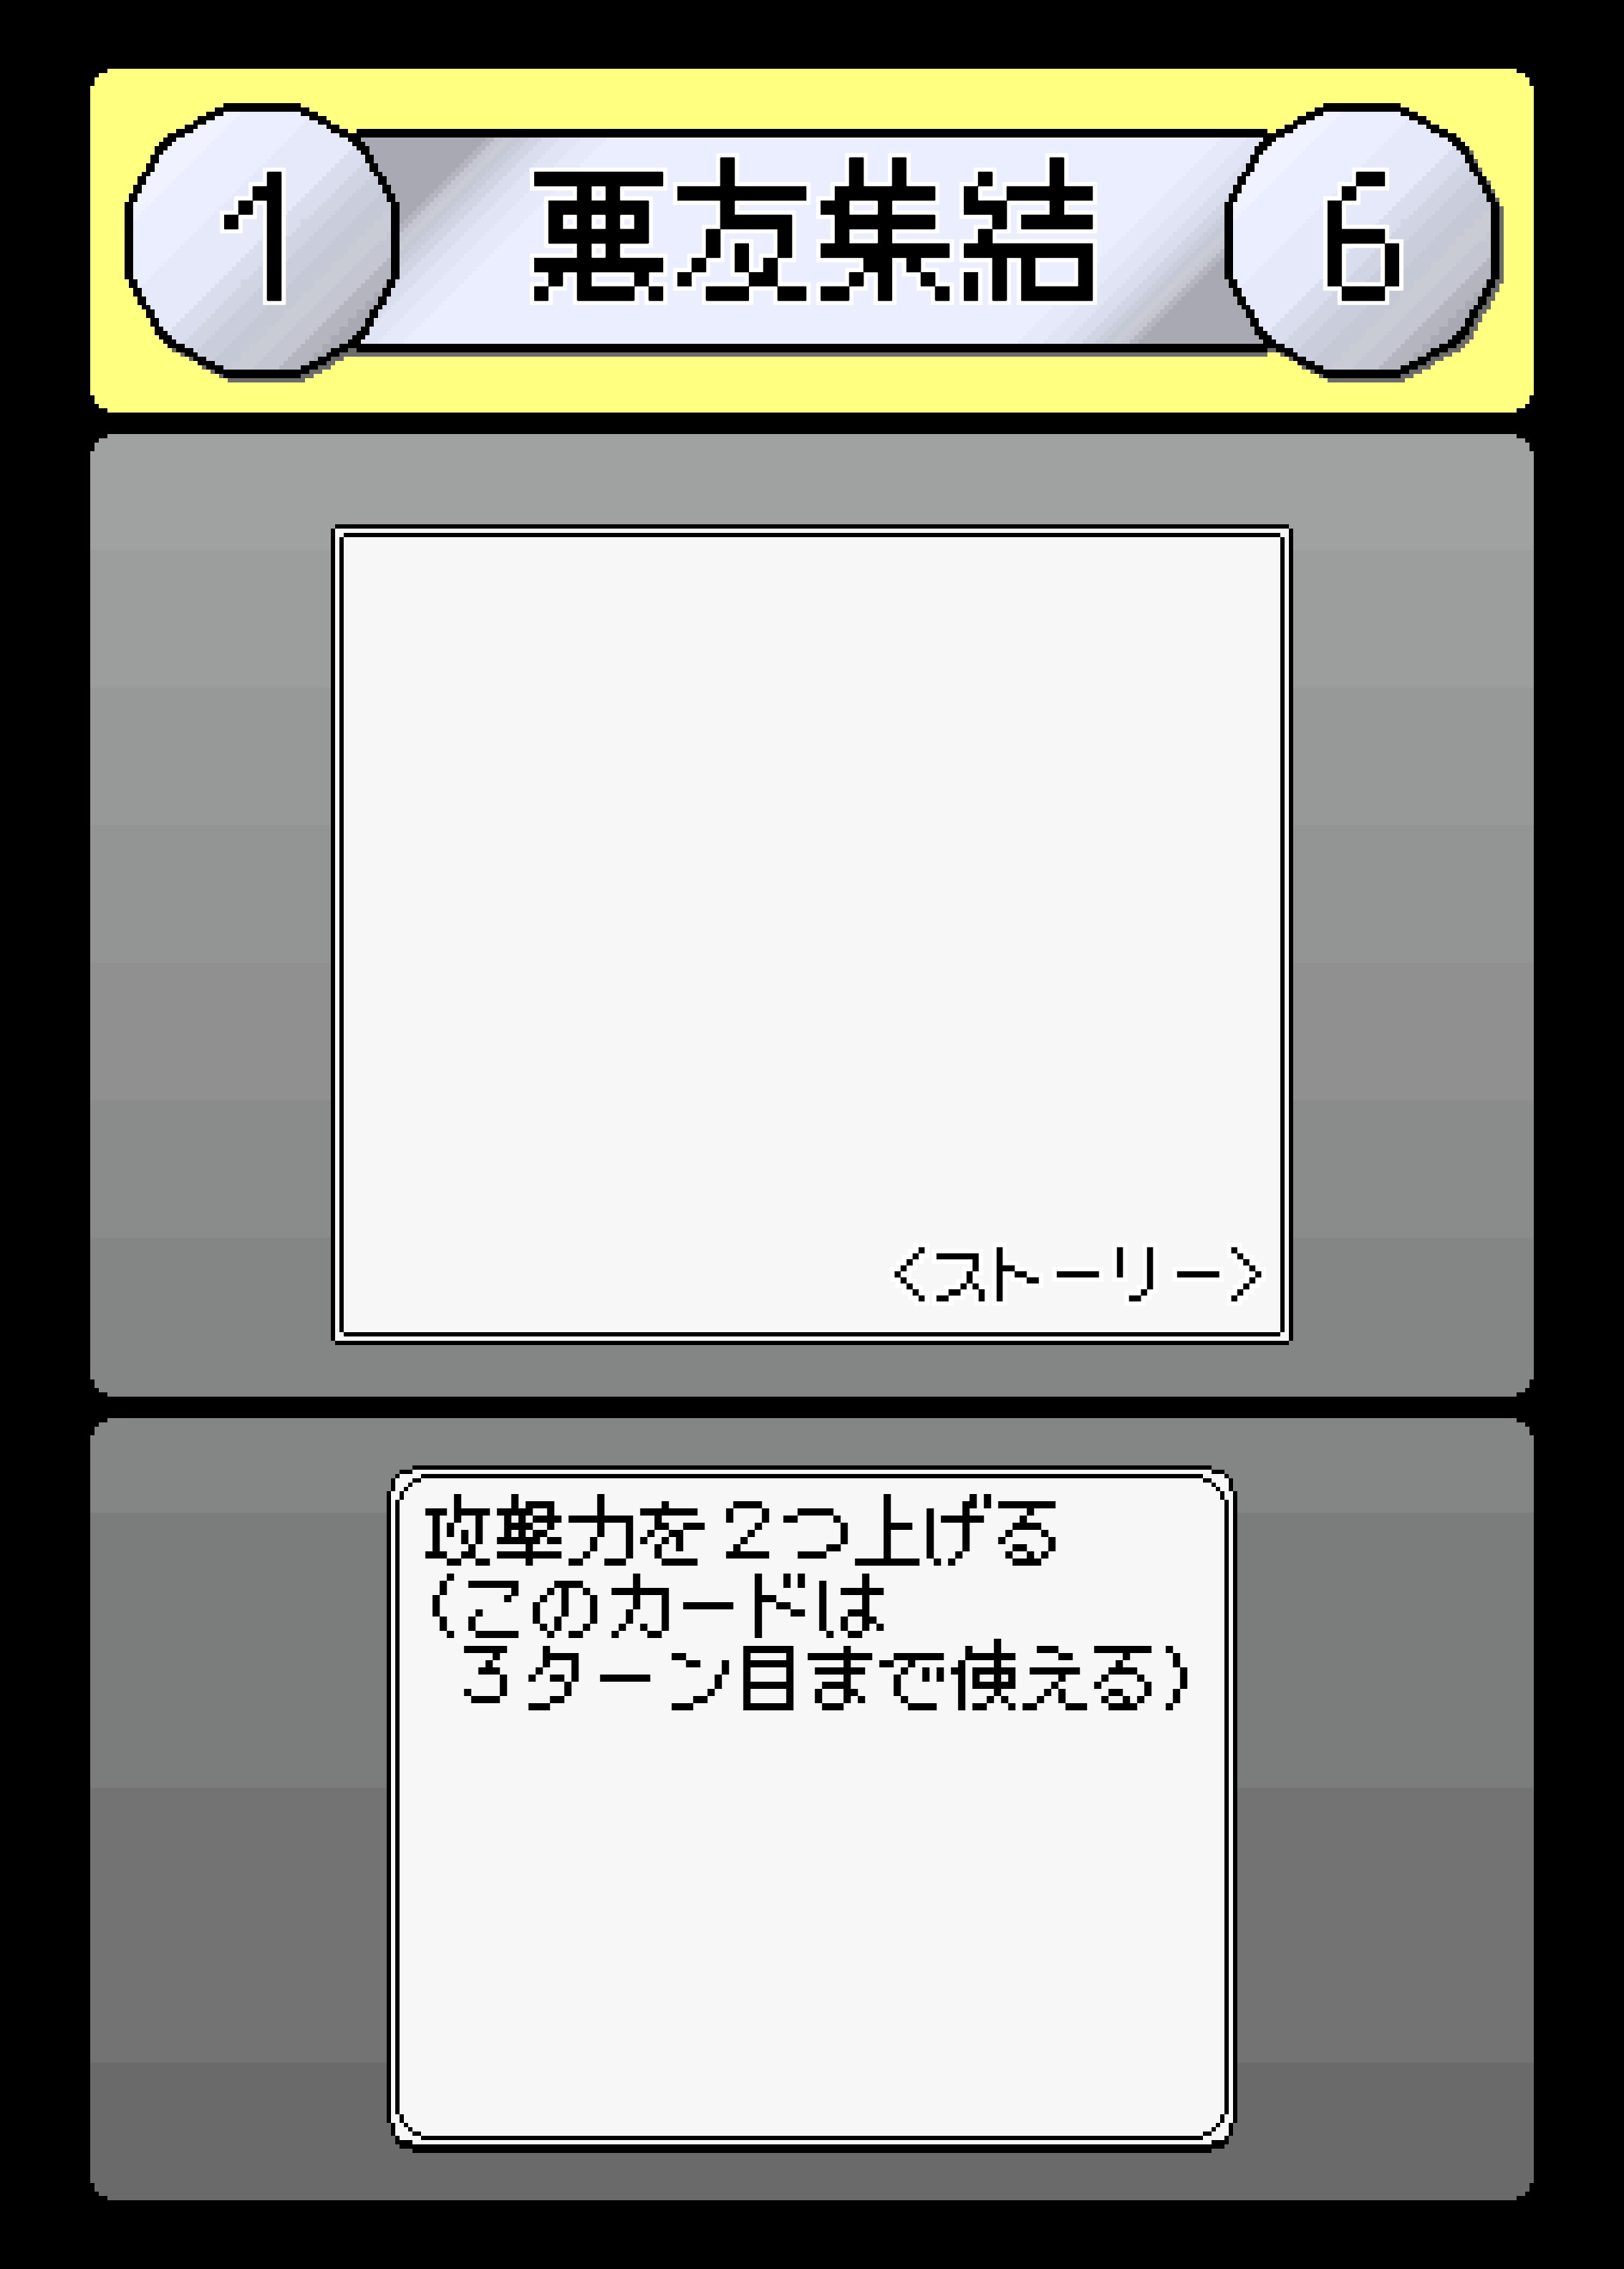 1 悪友集結 6
<ストーリー>
攻撃力を2つ上げる
(このカードは
3ターン目まで使える)